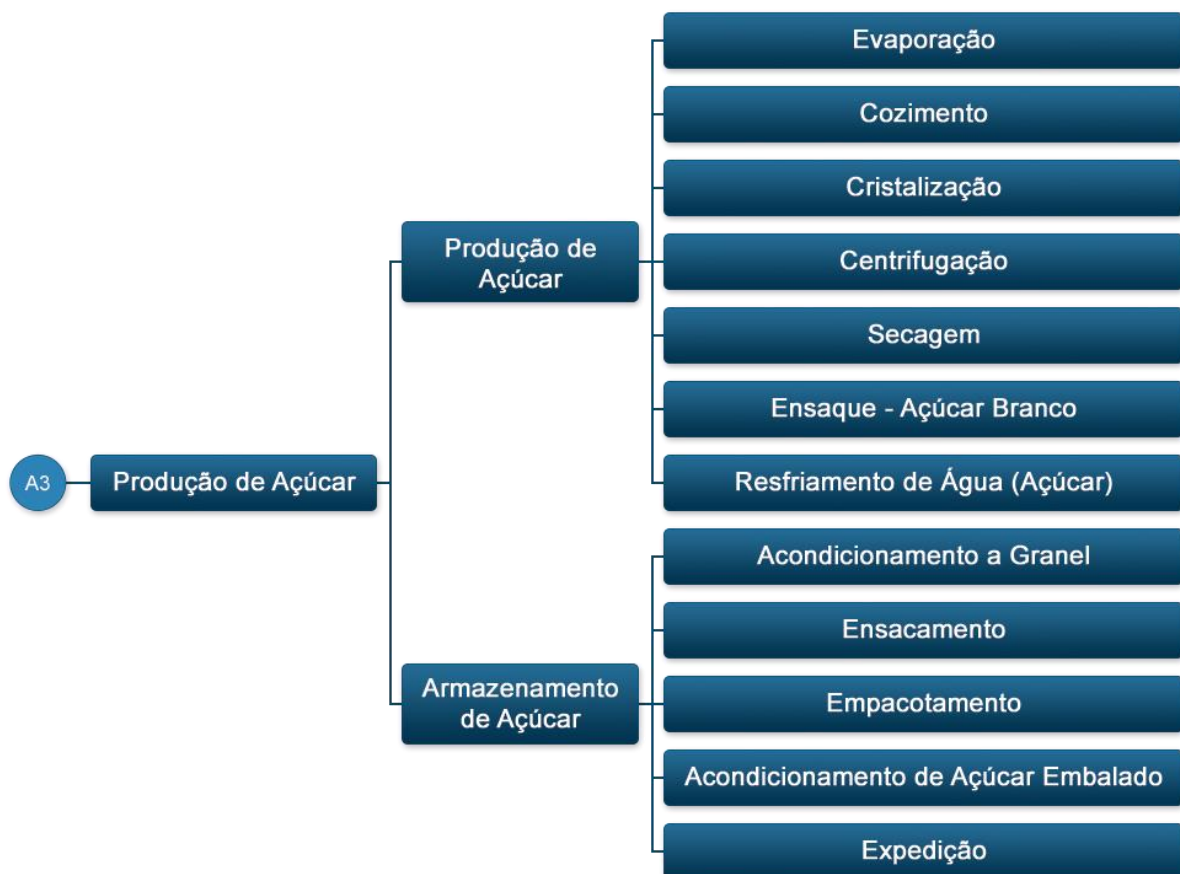 A3
Produção de Açúcar
Produção de
Açúcar
Evaporação
Cozimento
Cristalização
Centrifugação
Secagem
Ensaque - Açúcar Branco
Resfriamento de Água (Açúcar)
Armazenamento
de Açúcar
Acondicionamento a Granel
Ensacamento
Empacotamento
Acondicionamento de Açúcar Embalado
Expedição